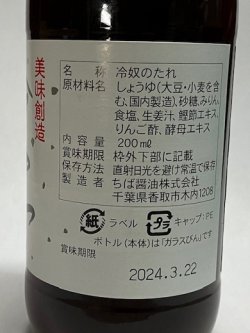 美味創造
名称 冷奴のたれ
原材料名 しょうゆ(大豆・小麦を含
む、国内製造)、砂糖、みりん、
食塩、生姜汁、鰹節エキス、
りんご酢、酵母エキス
内容量 200ml
賞味期限 枠外下部に記載
保存方法 直射日光を避け常温で保存
製造者 ちば醤油株式会社
千葉県香取市木内1208
紙 ラベル プラ キャップ:PE
ボトル(本体)は「ガラスびん」です
賞味期限
2024.3.22